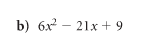 b) 6x² − 21x + 9